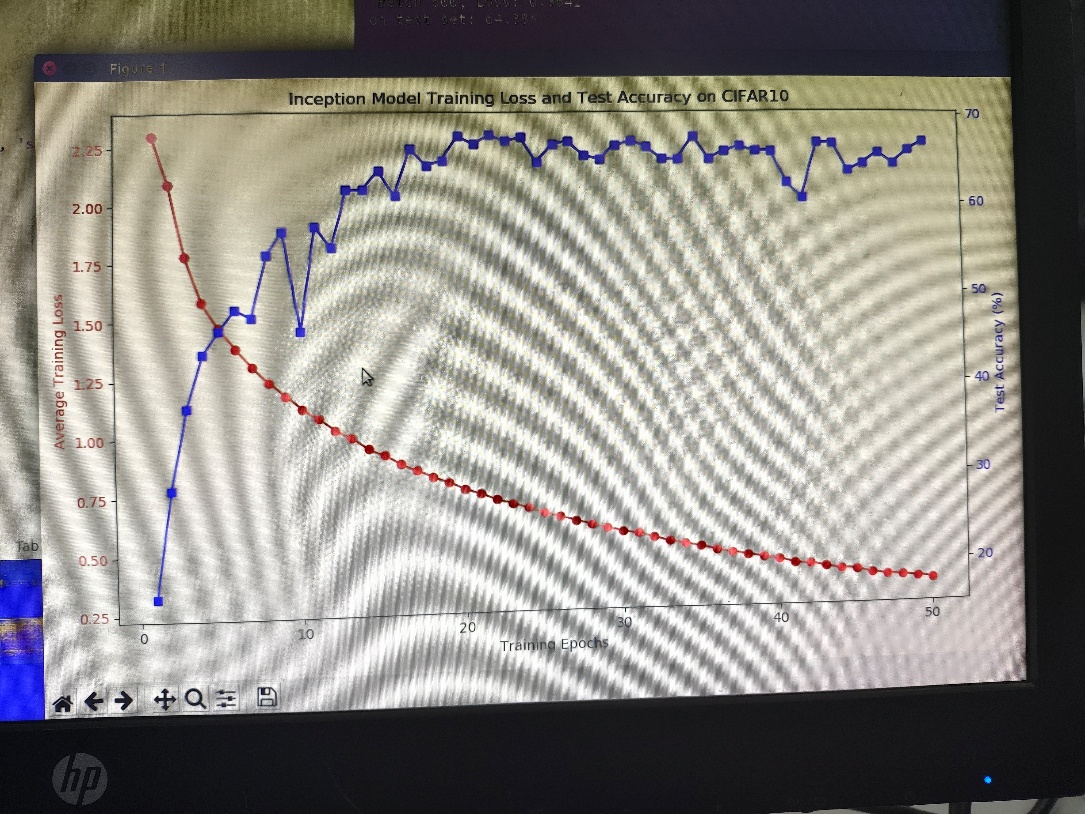 Figure 1
Inception Model Training Loss and Test Accuracy on CIFAR10
2.25
2.00
1.75
1.50
1.25
1.00
0.75
0.50
0.25
Average Training Loss
70
60
50
40
30
20
Test Accuracy (%)
0 10 20 30 40 50
Training Epochs
Tab
hp